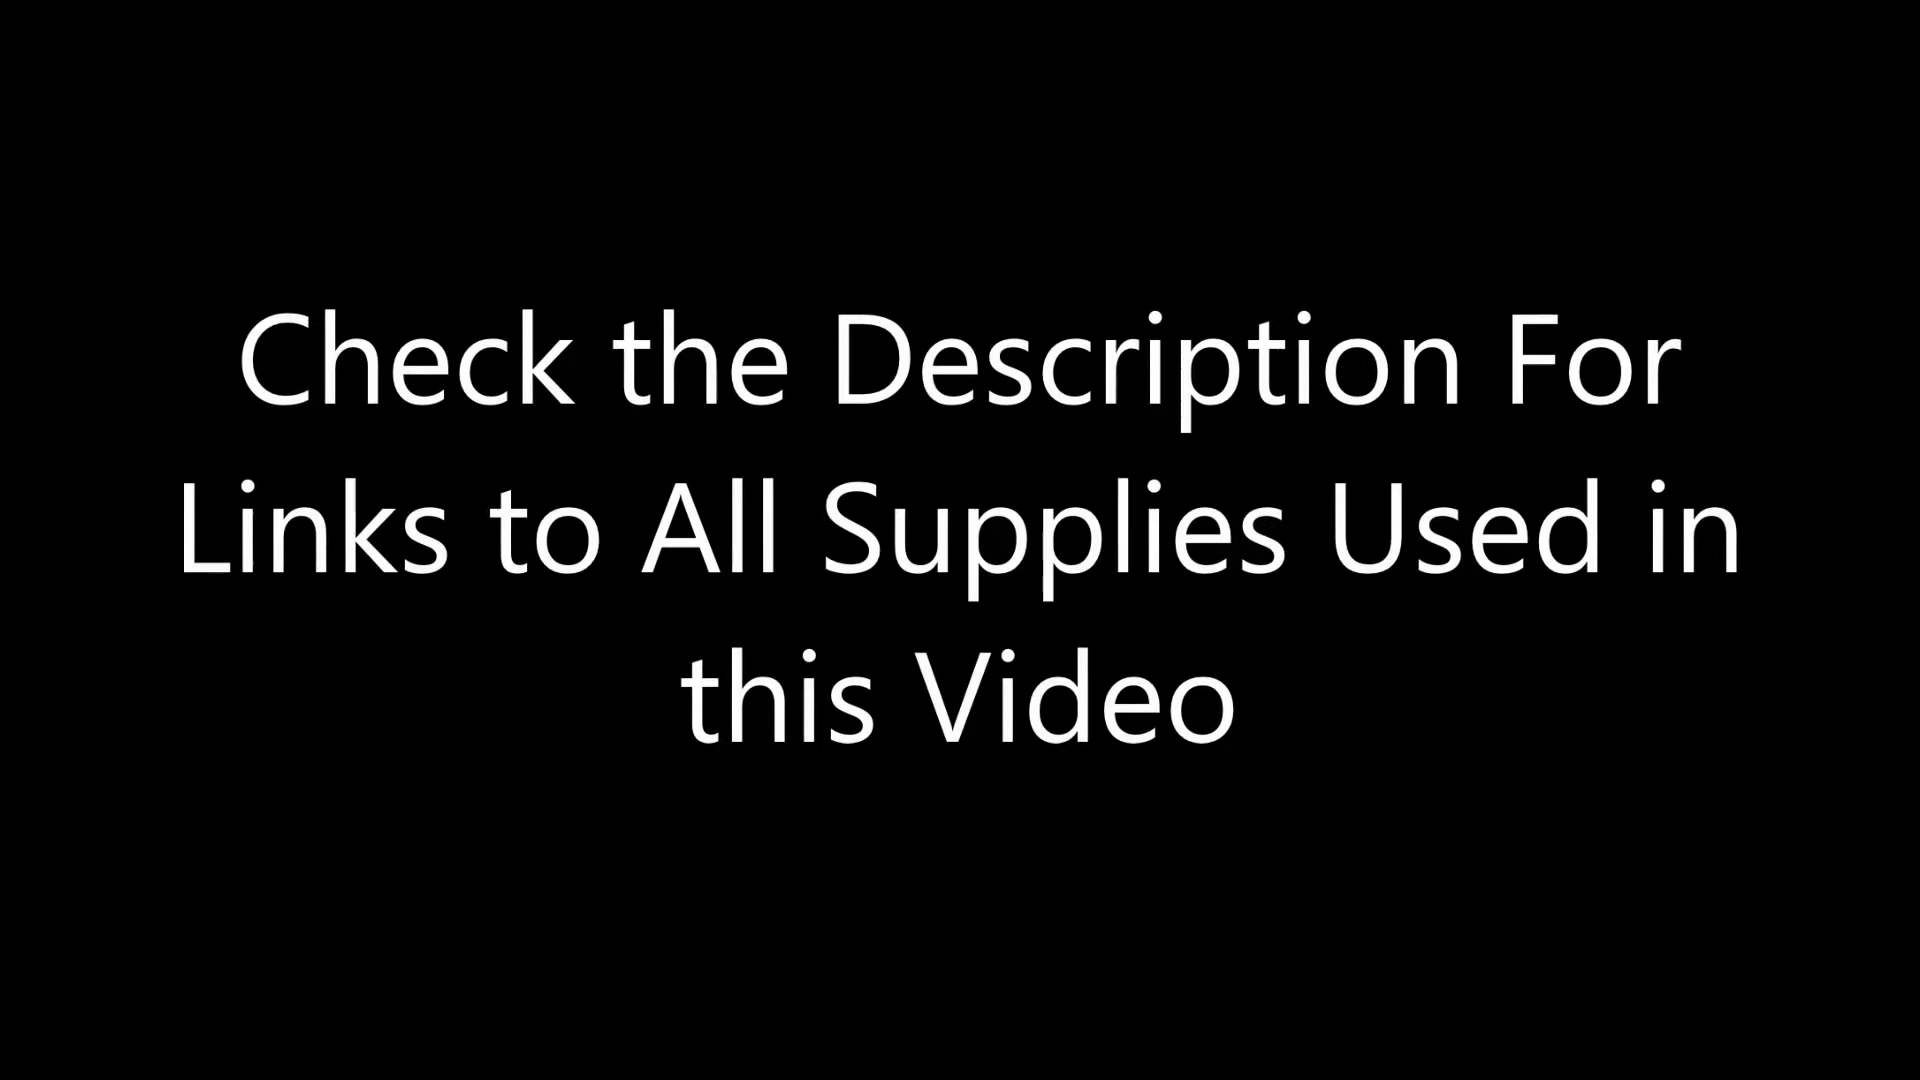 Check the Description For
Links to All Supplies Used in
this Video